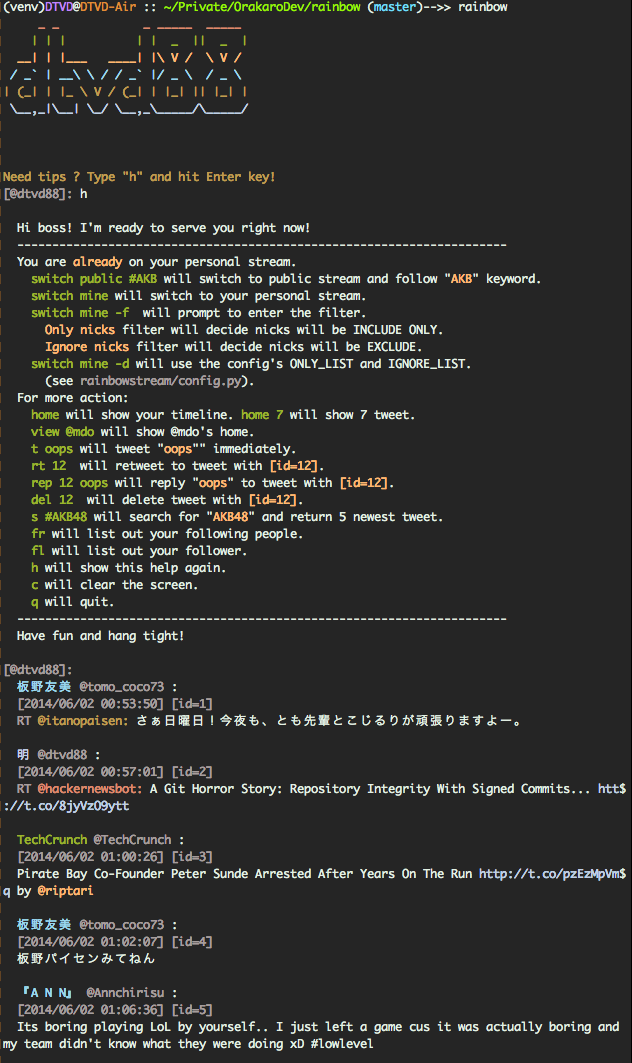 (venv)DTVD@DTVD-Air :: ~/Private/OrakaroDev/rainbow (master)-->> rainbow
dtvd88
Need tips ? Type "h" and hit Enter key!
[@dtvd88]: h
Hi boss! I'm ready to serve you right now!
----------------------------------------------------------------------
You are already on your personal stream.
switch public #AKB will switch to public stream and follow "AKB" keyword.
switch mine will switch to your personal stream.
switch mine -f  will prompt to enter the filter.
Only nicks filter will decide nicks will be INCLUDE ONLY.
Ignore nicks filter will decide nicks will be EXCLUDE.
switch mine -d will use the config's ONLY_LIST and IGNORE_LIST.
(see rainbowstream/config.py).
For more action:
home will show your timeline. home 7 will show 7 tweet.
view @mdo will show @mdo's home.
t oops will tweet "oops"" immediately.
rt 12  will retweet to tweet with [id=12].
rep 12 oops will reply "oops" to tweet with [id=12].
del 12  will delete tweet with [id=12].
s #AKB48 will search for "AKB48" and return 5 newest tweet.
fr will list out your following people.
fl will list out your follower.
h will show this help again.
c will clear the screen.
q will quit.
----------------------------------------------------------------------
Have fun and hang tight!
[@dtvd88]:
板野友美 @tomo_coco73 :
[2014/06/02 00:53:50] [id=1]
RT @itanopaisen: さぁ日曜日！今夜も、とも先輩とこじるりが頑張りますよー。
明 @dtvd88 :
[2014/06/02 00:57:01] [id=2]
RT @hackernewsbot: A Git Horror Story: Repository Integrity With Signed Commits... htt$
://t.co/8jyVzO9ytt
TechCrunch @TechCrunch :
[2014/06/02 01:00:26] [id=3]
Pirate Bay Co-Founder Peter Sunde Arrested After Years On The Run http://t.co/pzEzMpVm$
q by @riptari
板野友美 @tomo_coco73 :
[2014/06/02 01:02:07] [id=4]
板野パイセンみてねん
『A N N』 @Annchirisu :
[2014/06/02 01:06:36] [id=5]
Its boring playing LoL by yourself.. I just left a game cus it was actually boring and
my team didn't know what they were doing xD #lowlevel